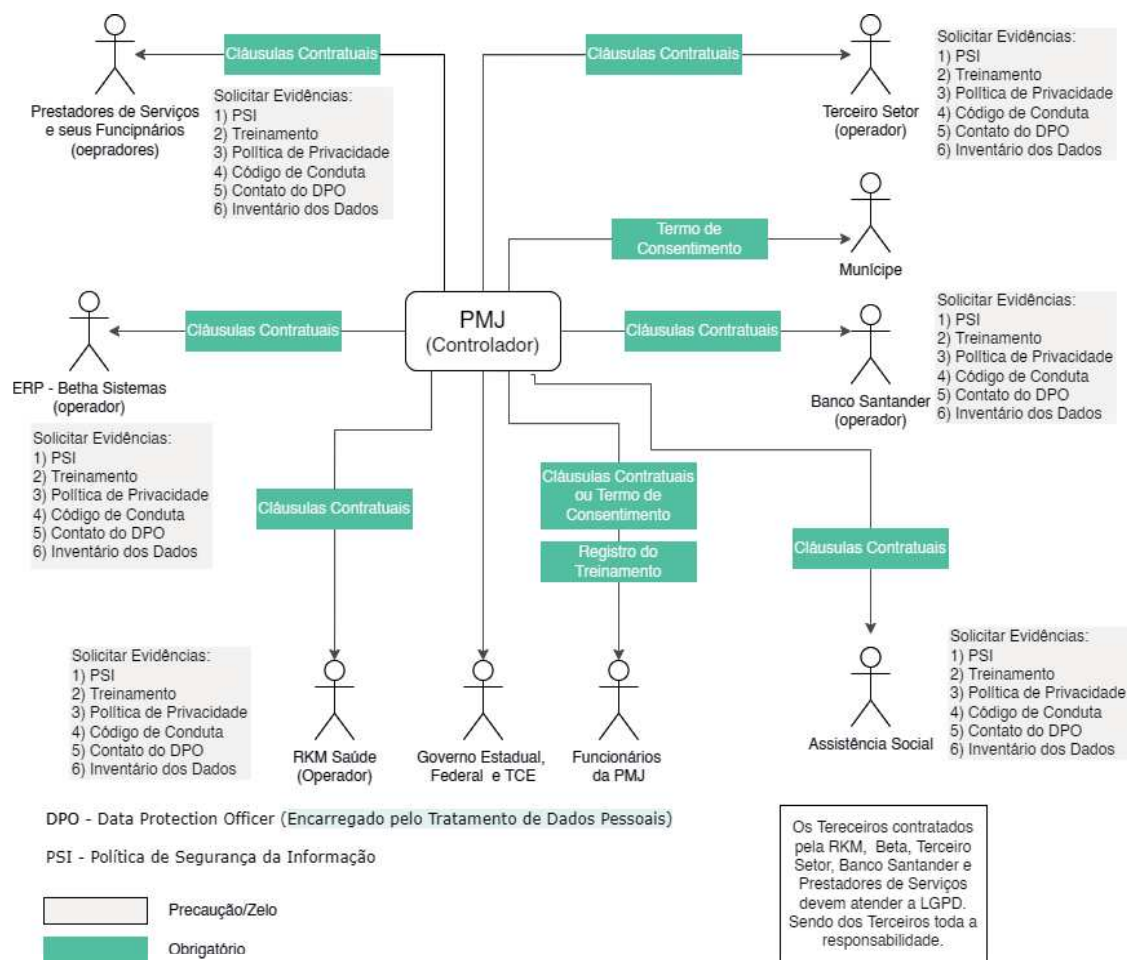 Cláusulas Contratuais
Prestadores de Serviços
e seus Funcipnários
(oepradores)
Solicitar Evidências:
1) PSI
2) Treinamento
3) Política de Privacidade
4) Código de Conduta
5) Contato do DPO
6) Inventário dos Dados
Cláusulas Contratuais
Terceiro Setor
(operador)
Solicitar Evidências:
1) PSI
2) Treinamento
3) Política de Privacidade
4) Código de Conduta
5) Contato do DPO
6) Inventário dos Dados
Termo de
Consentimento
Munícipe
PMJ
(Controlador)
Cláusulas Contratuais
ERP - Betha Sistemas
(operador)
Solicitar Evidências:
1) PSI
2) Treinamento
3) Política de Privacidade
4) Código de Conduta
5) Contato do DPO
6) Inventário dos Dados
Cláusulas Contratuais
Banco Santander
(operador)
Solicitar Evidências:
1) PSI
2) Treinamento
3) Política de Privacidade
4) Código de Conduta
5) Contato do DPO
6) Inventário dos Dados
Cláusulas Contratuais
Solicitar Evidências:
1) PSI
2) Treinamento
3) Política de Privacidade
4) Código de Conduta
5) Contato do DPO
6) Inventário dos Dados
RKM Saúde
(Operador)
Governo Estadual,
Federal e TCE
Cláusulas Contratuais
ou Termo de
Consentimento
Registro do
Treinamento
Funcionários
da PMJ
Cláusulas Contratuais
Assistência Social
Solicitar Evidências:
1) PSI
2) Treinamento
3) Política de Privacidade
4) Código de Conduta
5) Contato do DPO
6) Inventário dos Dados
DPO - Data Protection Officer (Encarregado pelo Tratamento de Dados Pessoais)
PSI - Política de Segurança da Informação
Precaução/Zelo
Obrigatório
Os Tereceiros contratados
pela RKM, Beta, Terceiro
Setor, Banco Santander e
Prestadores de Serviços
devem atender a LGPD.
Sendo dos Terceiros toda a
responsabilidade.